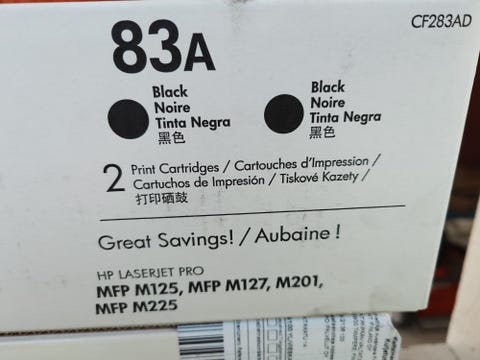 CF283AD
83A
Black
Noire
Tinta Negra
黑色
Black
Noire
Tinta Negra
黑色
2 Print Cartridges / Cartouches d'Impression /
Cartuchos de Impresión / Tiskové Kazety /
打印硒鼓
Great Savings! / Aubaine !
HP LASERJET PRO
MFP M125, MFP M127, M201,
MFP M225